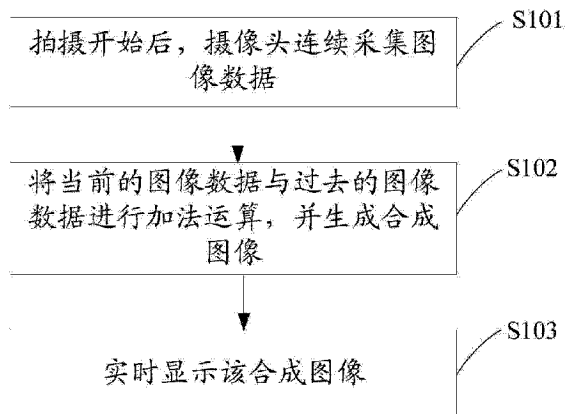 拍摄开始后，摄像头连续采集图
像数据
S101
将当前的图像数据与过去的图像
数据进行加法运算，并生成合成
图像
S102
实时显示该合成图像
S103